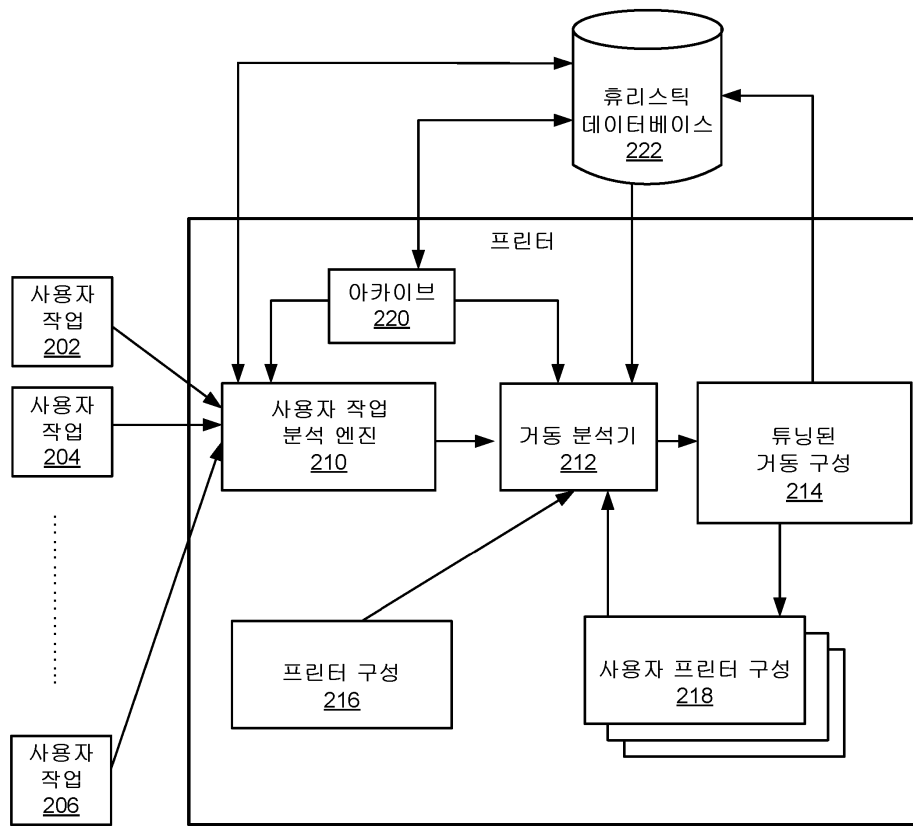 휴리스틱
데이터베이스
222
프린터
아카이브
220
사용자
작업
202
사용자
작업
204
사용자 작업
분석 엔진
210
거동 분석기
212
튜닝된
거동 구성
214
프린터 구성
216
사용자 프린터 구성
218
사용자
작업
206